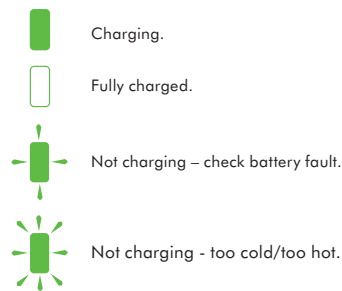 Charging.
Fully charged.
Not charging – check battery fault.
Not charging - too cold/too hot.